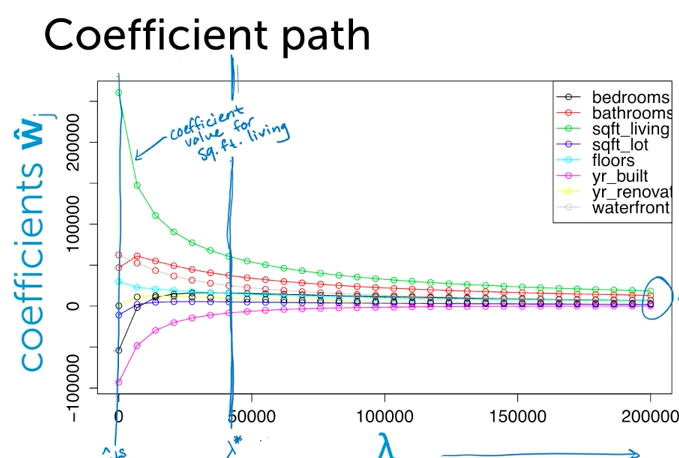 Coefficient path
coefficients ŵj
200000
100000
0
-100000
coefficient
value for
sq.ft. living
bedrooms
bathrooms
sqft_living
sqft_lot
floors
yr_built
yr_renovat
waterfront
0
50000
100000
150000
200000
λ*
λ